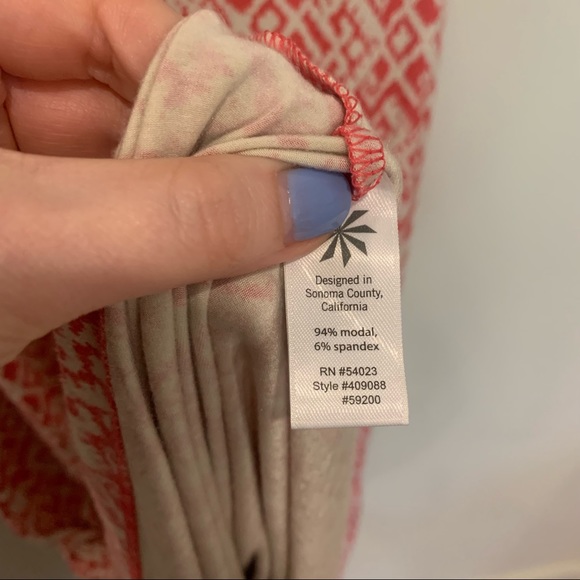 Designed in
Sonoma County,
California
94% modal,
6% spandex
RN #54023
Style #409088
#59200